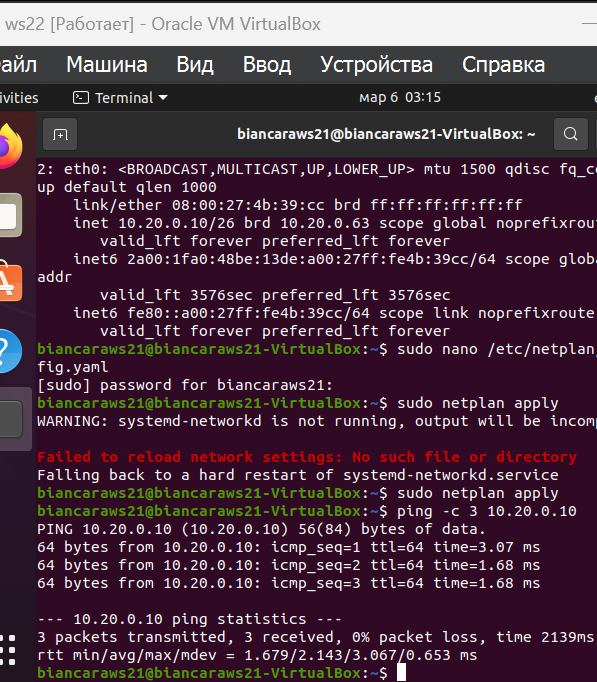 ws22 [Работает] - Oracle VM VirtualBox
айл Машина Вид Ввод Устройства Справка
ivities Terminal мар 6 03:15
biancaraws21@biancaraws21-VirtualBox: ~
2: eth0: <BROADCAST,MULTICAST,UP,LOWER_UP> mtu 1500 qdisc fq_co
up default qlen 1000
link/ether 08:00:27:4b:39:cc brd ff:ff:ff:ff:ff:ff
inet 10.20.0.10/26 brd 10.20.0.63 scope global noprefixrout
valid_lft forever preferred_lft forever
inet6 2a00:1fa0:48be:13de:a00:27ff:fe4b:39cc/64 scope globa
addr
valid_lft 3576sec preferred_lft 3576sec
inet6 fe80::a00:27ff:fe4b:39cc/64 scope link noprefixroute
valid_lft forever preferred_lft forever
biancaraws21@biancaraws21-VirtualBox:~$ sudo nano /etc/netplan
fig.yaml
[sudo] password for biancaraws21:
biancaraws21@biancaraws21-VirtualBox:~$ sudo netplan apply
WARNING: systemd-networkd is not running, output will be incomp

Failed to reload network settings: No such file or directory
Falling back to a hard restart of systemd-networkd.service
biancaraws21@biancaraws21-VirtualBox:~$ sudo netplan apply
biancaraws21@biancaraws21-VirtualBox:~$ ping -c 3 10.20.0.10
PING 10.20.0.10 (10.20.0.10) 56(84) bytes of data.
64 bytes from 10.20.0.10: icmp_seq=1 ttl=64 time=3.07 ms
64 bytes from 10.20.0.10: icmp_seq=2 ttl=64 time=1.68 ms
64 bytes from 10.20.0.10: icmp_seq=3 ttl=64 time=1.68 ms

--- 10.20.0.10 ping statistics ---
3 packets transmitted, 3 received, 0% packet loss, time 2139ms
rtt min/avg/max/mdev = 1.679/2.143/3.067/0.653 ms
biancaraws21@biancaraws21-VirtualBox:~$